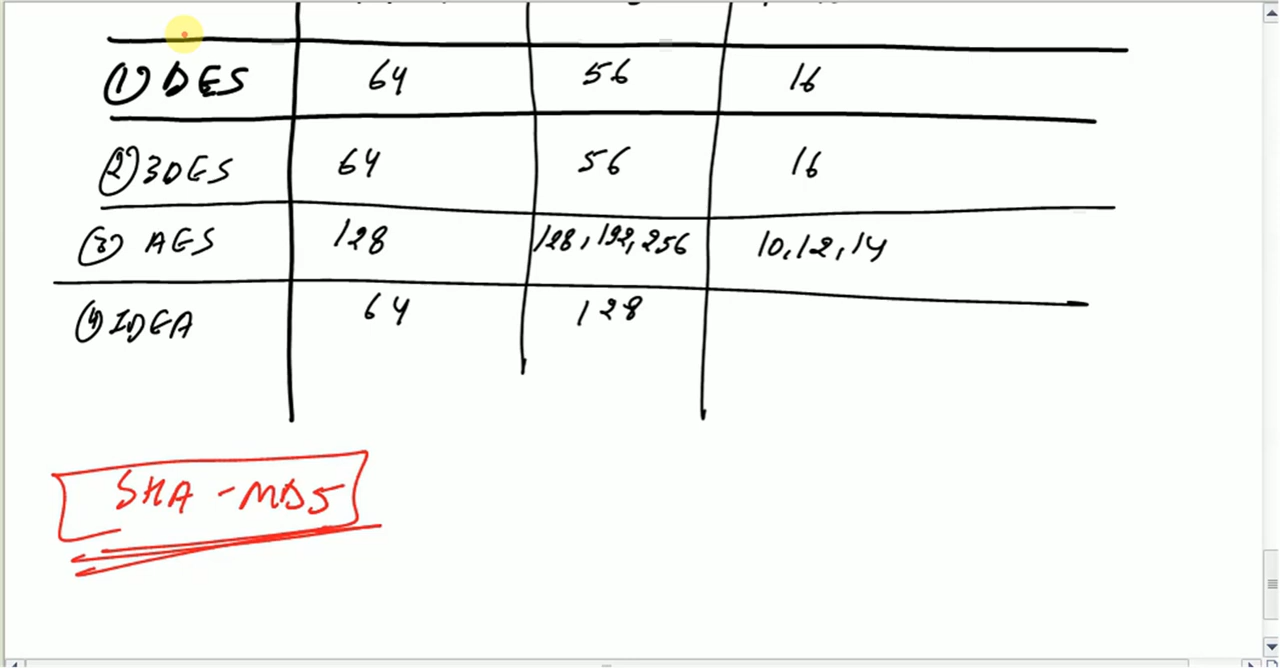 (1) DES 64 56 16
(2) 3DES 64 56 16
(3) AES 128 128, 192, 256 10, 12, 14
(4) IDEA 64 128
SHA - MD5